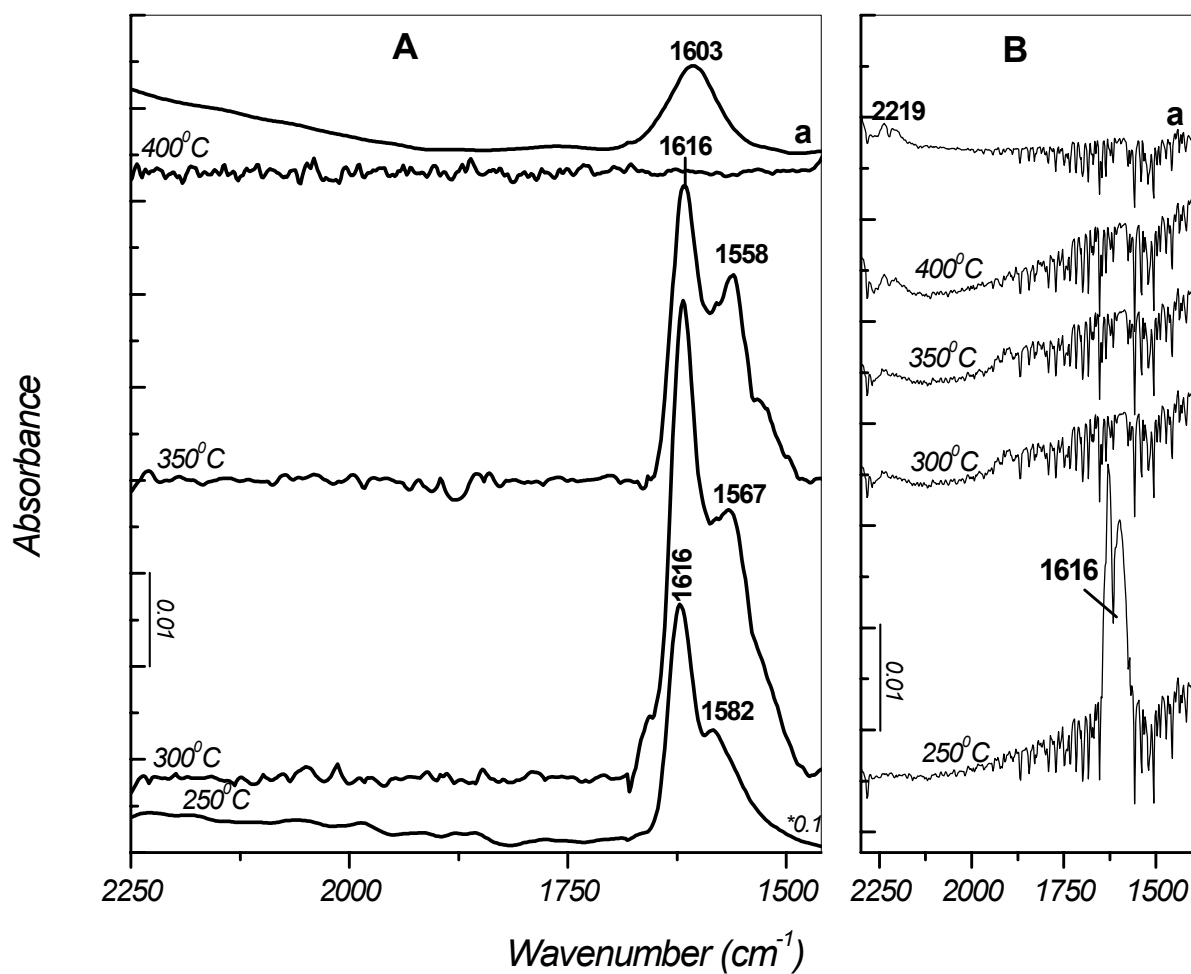 A
B
1603
a
400⁰C
1616
1558
350⁰C
1567
1616
1582
300⁰C
250⁰C
*0.1
0.01
2250
2000
1750
1500
2219
a
400⁰C
350⁰C
300⁰C
1616
0.01
250⁰C
2250
2000
1750
1500
Absorbance
Wavenumber (cm⁻¹)